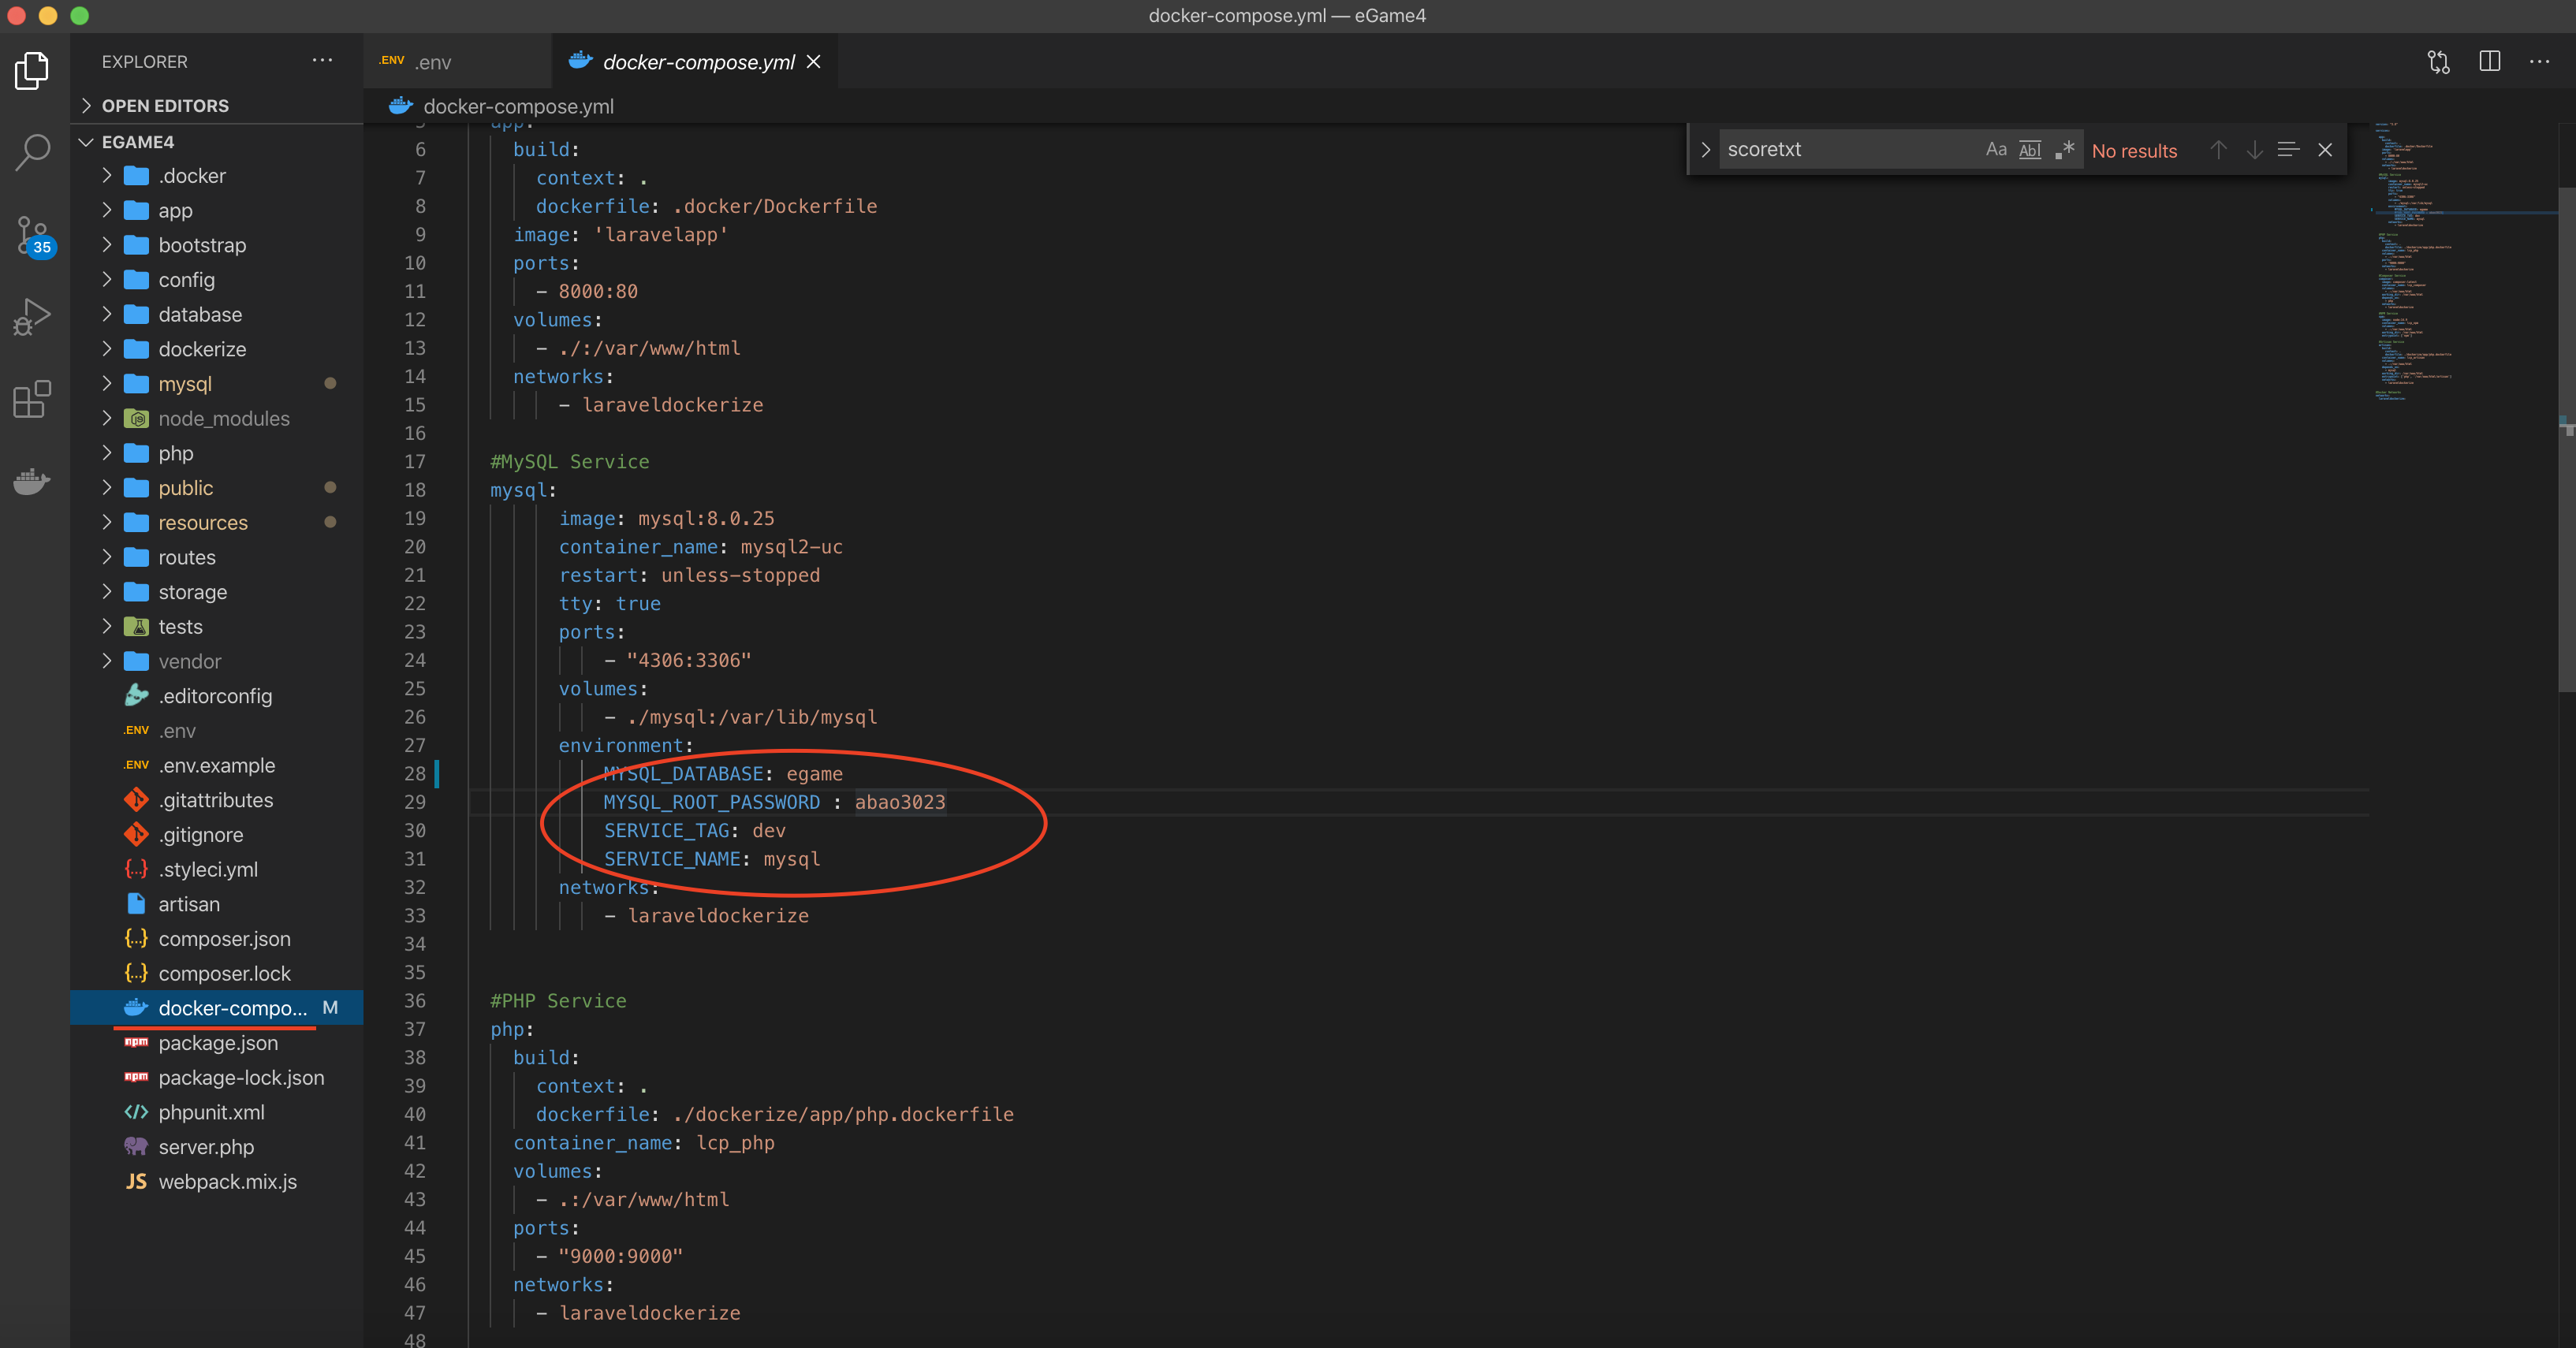 docker-compose.yml — eGame4
EXPLORER
OPEN EDITORS
EGAME4
.docker
app
bootstrap
config
database
dockerize
mysql
node_modules
php
public
resources
routes
storage
tests
vendor
.editorconfig
.ENV .env
.ENV .env.example
.gitattributes
.gitignore
.styleci.yml
artisan
composer.json
composer.lock
docker-compo... M
npm package.json
npm package-lock.json
phpunit.xml
server.php
JS webpack.mix.js
35
.ENV .env
docker-compose.yml
docker-compose.yml
scoretxt
Aa
Abl
No results
5 app:
6 build:
7 context: .
8 dockerfile: .docker/Dockerfile
9 image: 'laravelapp'
10 ports:
11 - 8000:80
12 volumes:
13 - ./:/var/www/html
14 networks:
15 - laraveldockerize
16
17 #MySQL Service
18 mysql:
19 image: mysql:8.0.25
20 container_name: mysql2-uc
21 restart: unless-stopped
22 tty: true
23 ports:
24 - "4306:3306"
25 volumes:
26 - ./mysql:/var/lib/mysql
27 environment:
28 MYSQL_DATABASE: egame
29 MYSQL_ROOT_PASSWORD : abao3023
30 SERVICE_TAG: dev
31 SERVICE_NAME: mysql
32 networks:
33 - laraveldockerize
34
35
36 #PHP Service
37 php:
38 build:
39 context: .
40 dockerfile: ./dockerize/app/php.dockerfile
41 container_name: lcp_php
42 volumes:
43 - .:/var/www/html
44 ports:
45 - "9000:9000"
46 networks:
47 - laraveldockerize
48